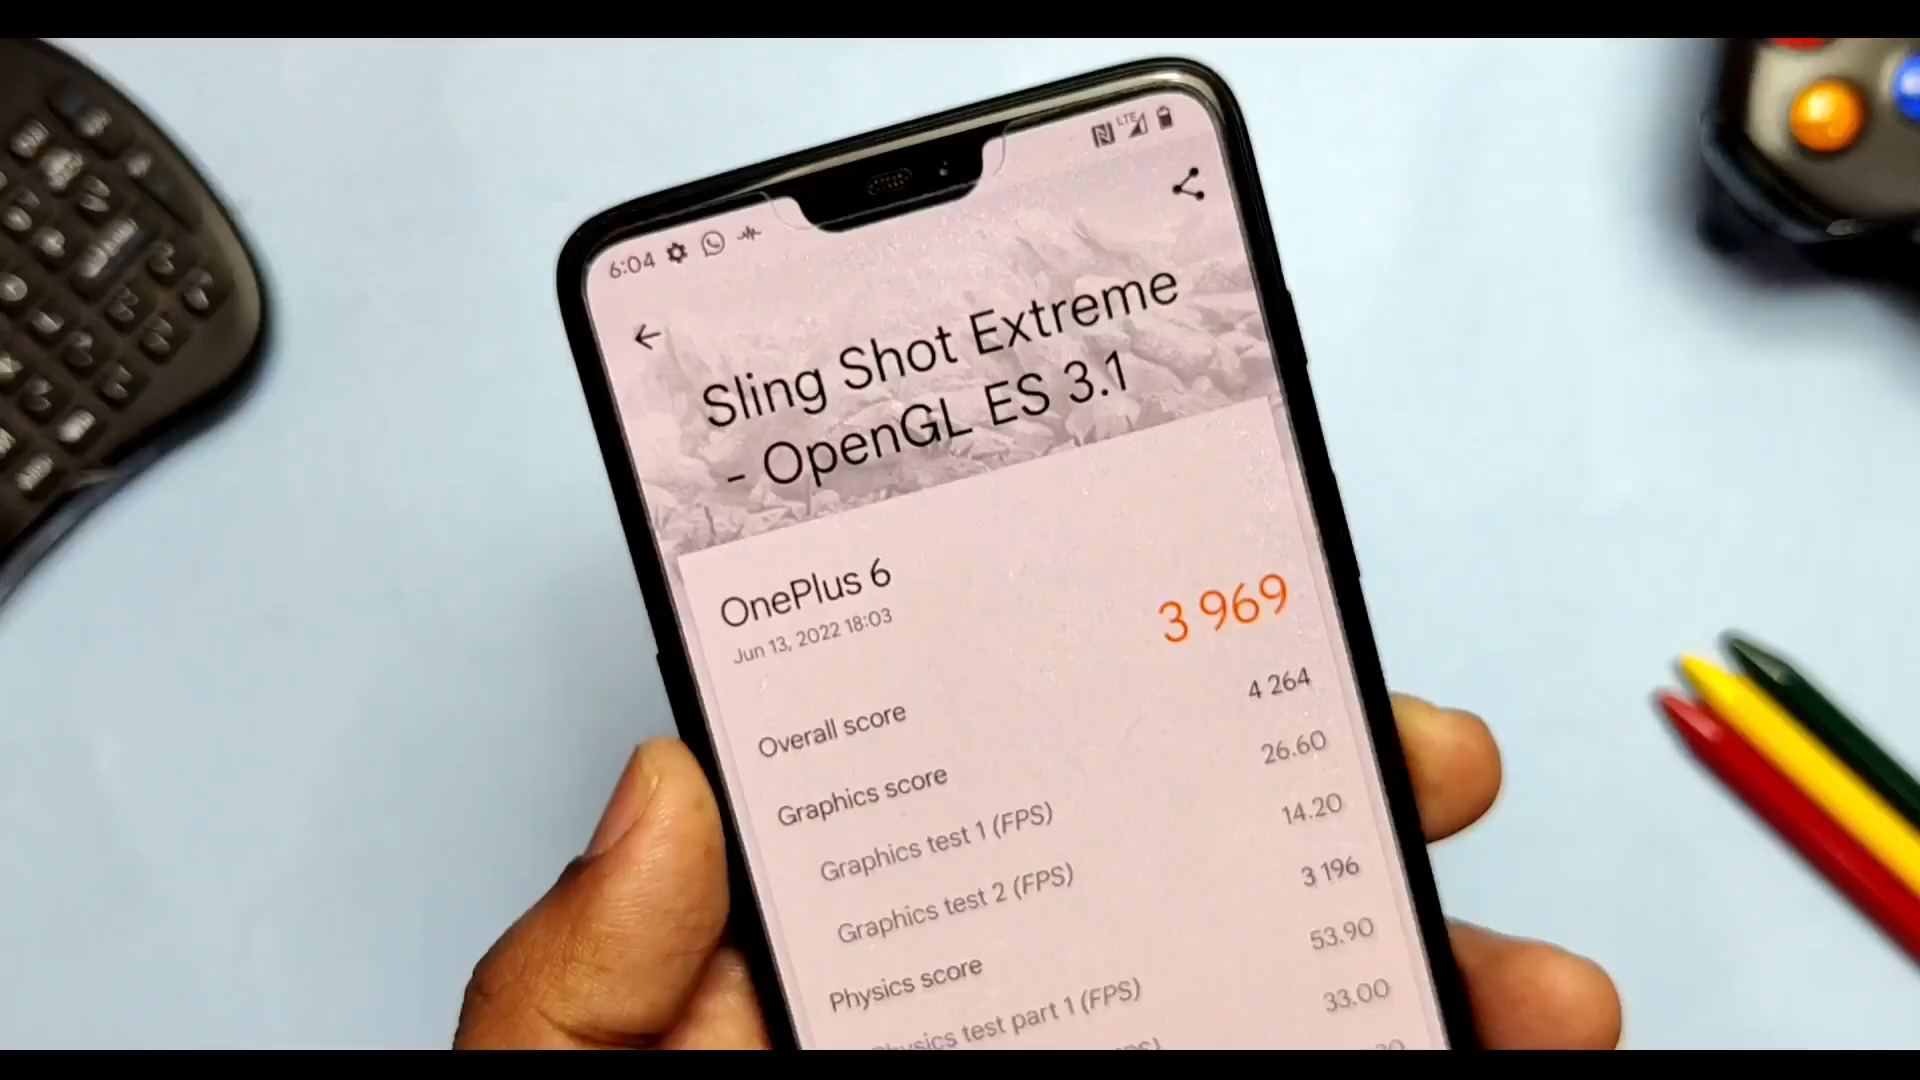 6:04
LTE
Sling Shot Extreme
- OpenGL ES 3.1
OnePlus 6
Jun 13, 2022 18:03
3 969
Overall score
4 264
Graphics score
26.60
Graphics test 1 (FPS)
14.20
Graphics test 2 (FPS)
3 196
Physics score
53.90
test part 1 (FPS)
33.00